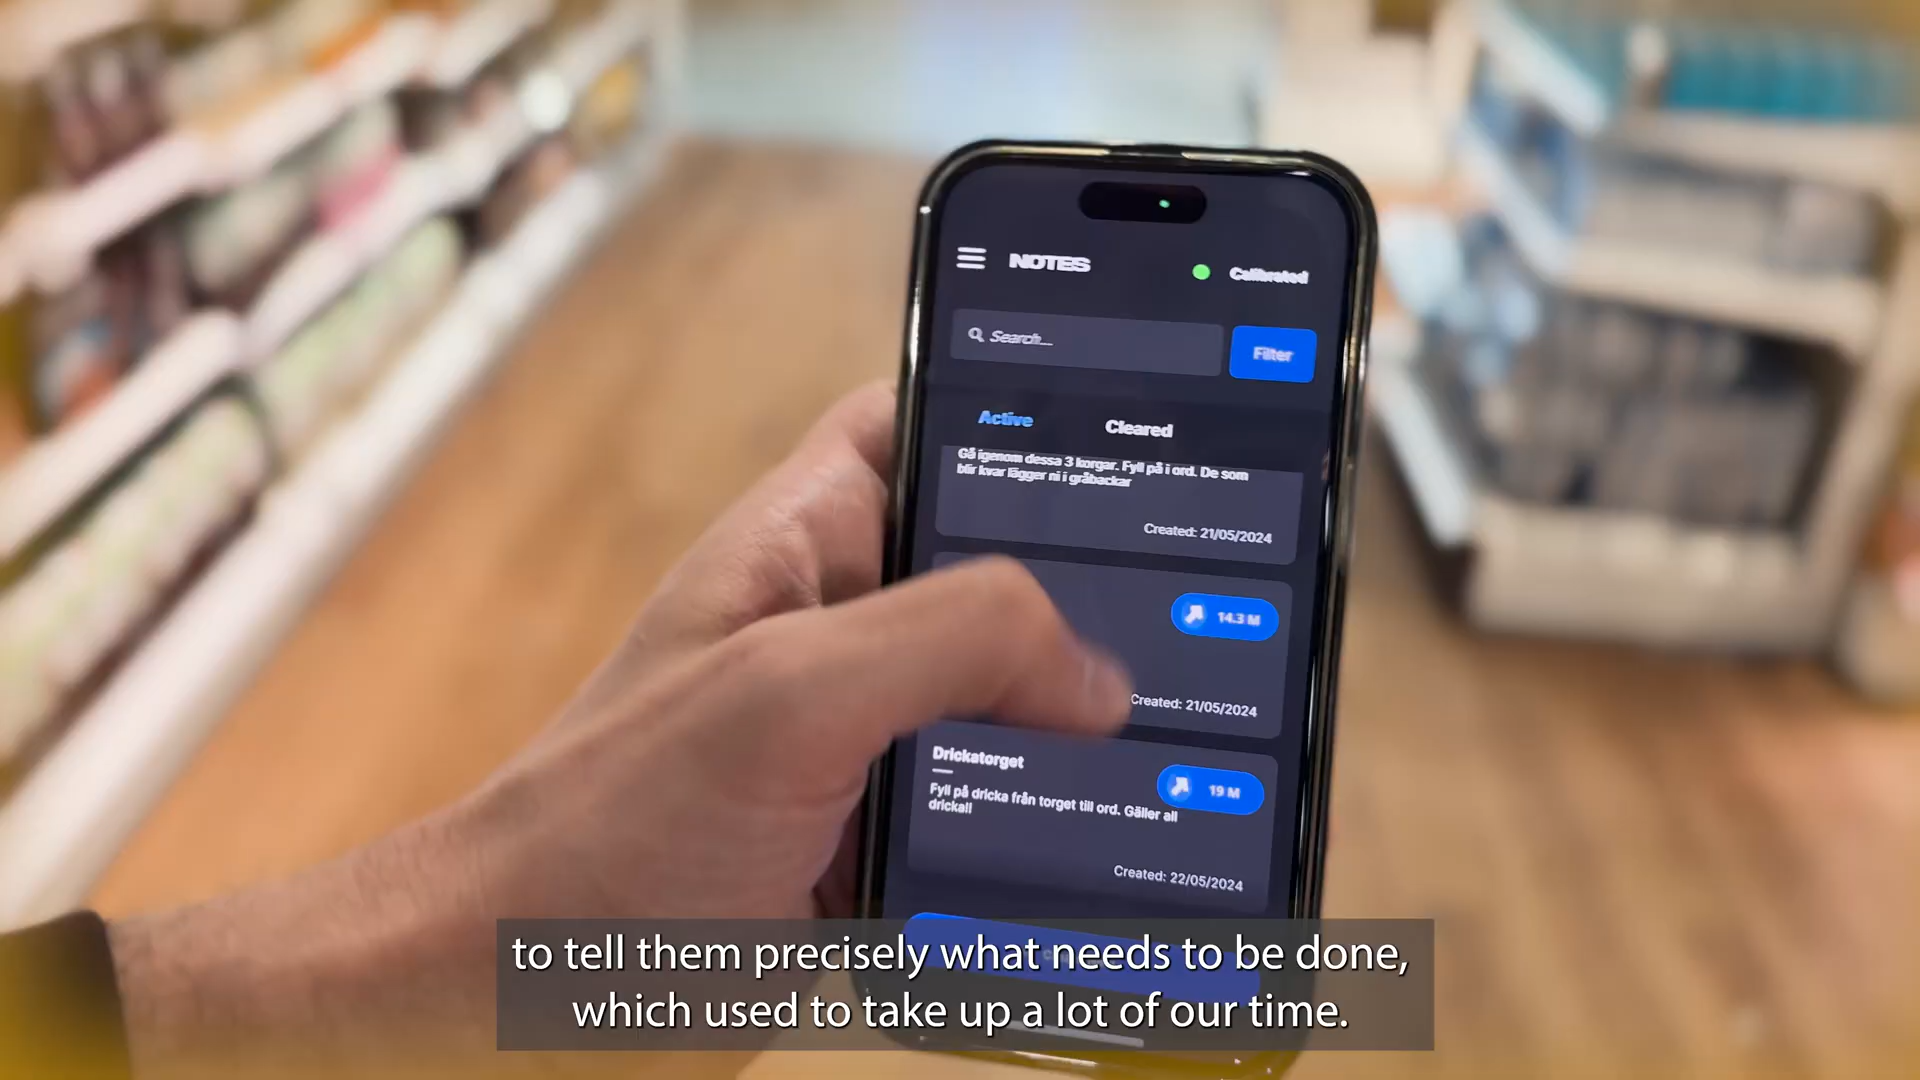 NOTES
Calibrated
Search...
Filter
Active
Cleared
Gå igenom dessa 3 korgar. Fyll på i ord. De som
blir kvar lägger ni i gråbackar
Created: 21/05/2024
14.3 M
Created: 21/05/2024
Drickatorget
19 M
Fyll på dricka från torget till ord. Gäller all
dricka!!
Created: 22/05/2024
to tell them precisely what needs to be done,
which used to take up a lot of our time.